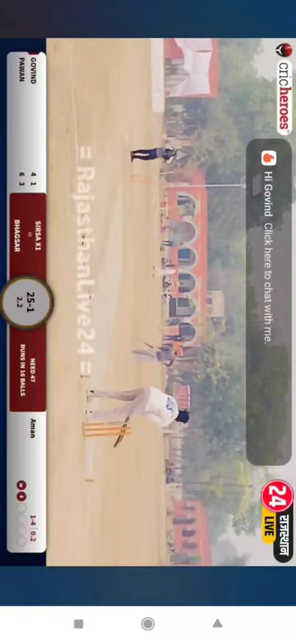 cricheroes
Hi Govind Click here to chat with me.
24
राजस्थान
LIVE
= RajasthanLive24 =
GOVIND 4 1
PAWAN 6 3
SIRSA X1
BHAGSAR
25-1
2.2
NEED 47
RUNS IN 16 BALLS
Aman 1-4 0.2